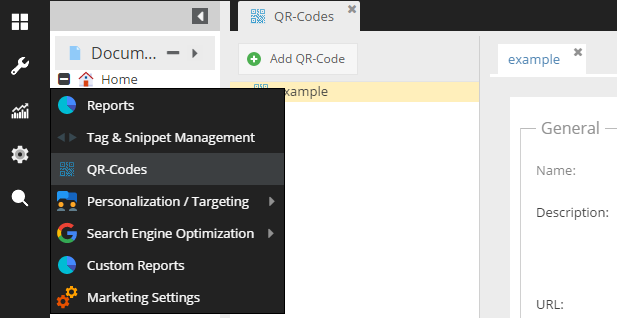 QR-Codes
Docum...
Add QR-Code
example
Home
example
Reports
Tag & Snippet Management
QR-Codes
Personalization / Targeting
Search Engine Optimization
Custom Reports
Marketing Settings
General
Name:
Description:
URL: